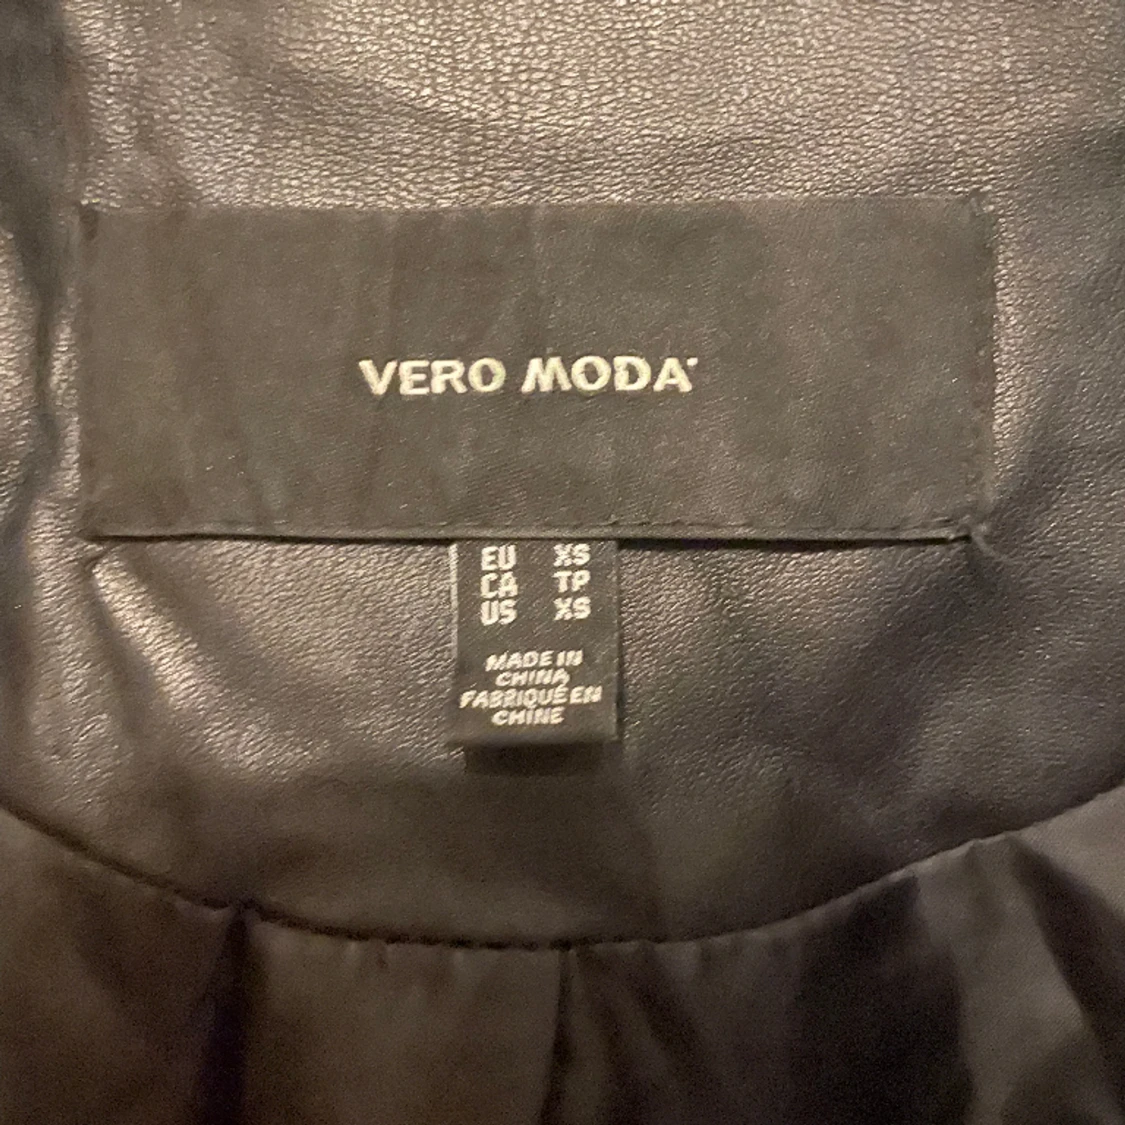 VERO MODA
EU XS
CA TP
US XS
MADE IN
CHINA
FABRIQUÉ EN
CHINE